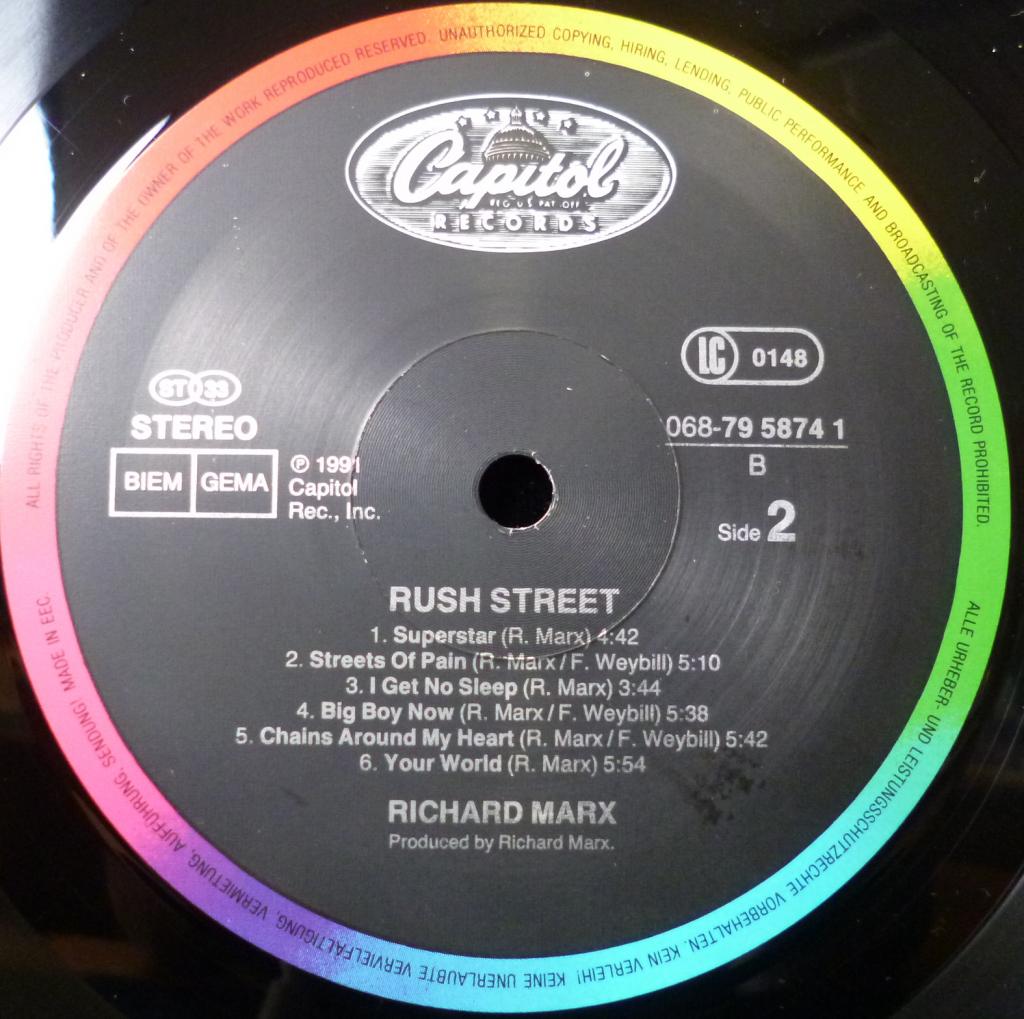 ALL RIGHTS OF THE PRODUCER AND OF THE OWNER OF THE WORK REPRODUCED RESERVED. UNAUTHORIZED COPYING, HIRING, LENDING, PUBLIC PERFORMANCE AND BROADCASTING OF THE RECORD PROHIBITED.
Capitol
REG. U.S. PAT. OFF.
RECORDS
LC 0148
ST 33
STEREO
BIEM GEMA
℗ 1991
Capitol
Rec., Inc.
068-79 5874 1
B
Side 2
RUSH STREET
1. Superstar (R. Marx) 4:42
2. Streets Of Pain (R. Marx/F. Weybill) 5:10
3. I Get No Sleep (R. Marx) 3:44
4. Big Boy Now (R. Marx/F. Weybill) 5:38
5. Chains Around My Heart (R. Marx/F. Weybill) 5:42
6. Your World (R. Marx) 5:54
RICHARD MARX
Produced by Richard Marx.
ALLE URHEBER- UND LEISTUNGSSCHUTZRECHTE VORBEHALTEN. KEIN VERLEIH! KEINE UNERLAUBTE VERVIELFÄLTIGUNG, VERMIETUNG, AUFFÜHRUNG, SENDUNG! MADE IN EEC.